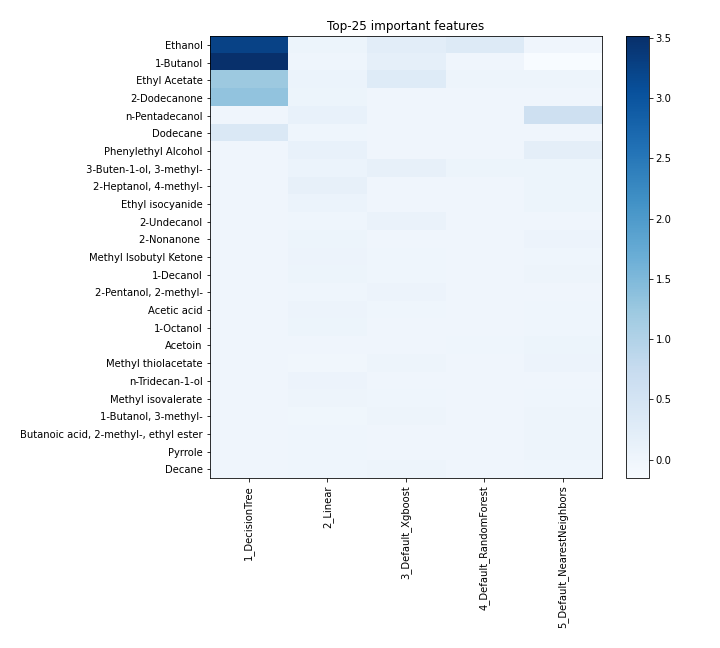 Top-25 important features
Ethanol
1-Butanol
Ethyl Acetate
2-Dodecanone
n-Pentadecanol
Dodecane
Phenylethyl Alcohol
3-Buten-1-ol, 3-methyl-
2-Heptanol, 4-methyl-
Ethyl isocyanide
2-Undecanol
2-Nonanone
Methyl Isobutyl Ketone
1-Decanol
2-Pentanol, 2-methyl-
Acetic acid
1-Octanol
Acetoin
Methyl thiolacetate
n-Tridecan-1-ol
Methyl isovalerate
1-Butanol, 3-methyl-
Butanoic acid, 2-methyl-, ethyl ester
Pyrrole
Decane
1_DecisionTree
2_Linear
3_Default_Xgboost
4_Default_RandomForest
5_Default_NearestNeighbors
3.5
3.0
2.5
2.0
1.5
1.0
0.5
0.0